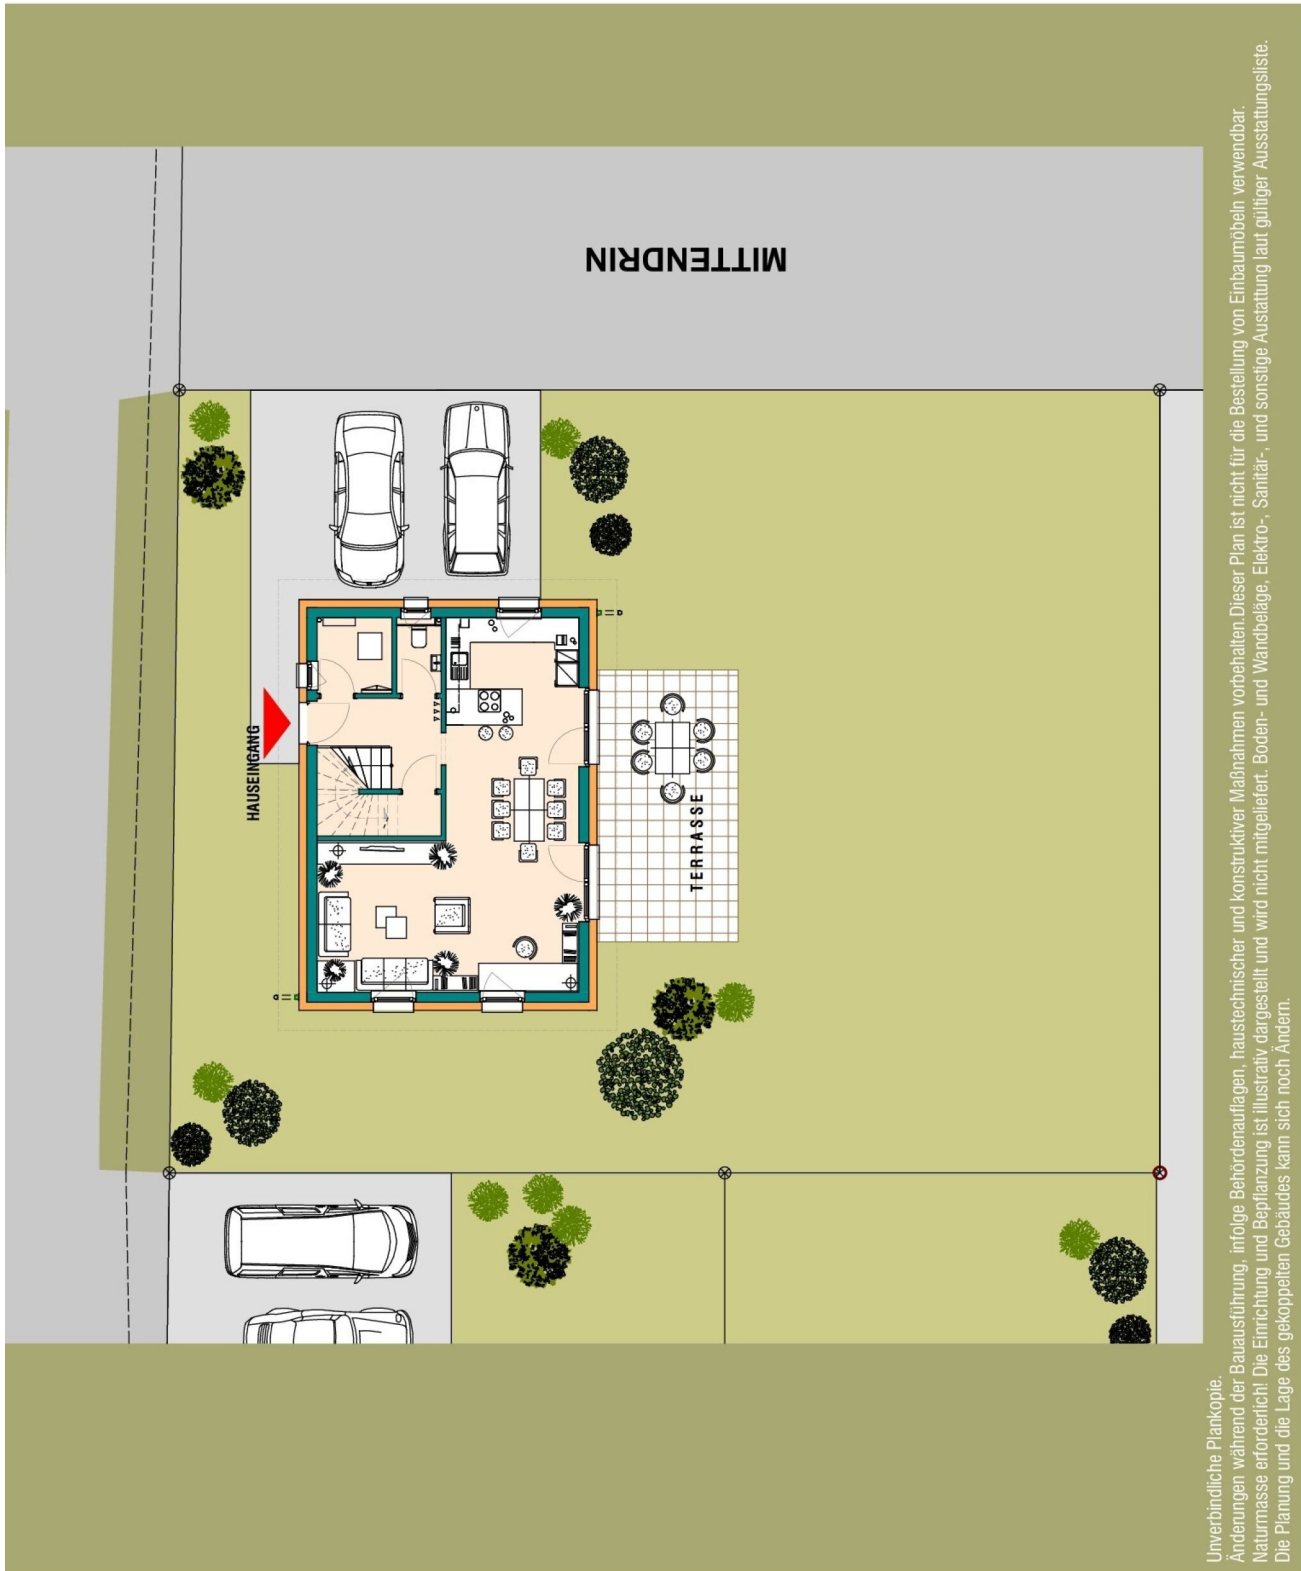 MITTENDRIN
HAUSEINGANG
TERRASSE
Unverbindliche Plankopie.
Änderungen während der Bauausführung, infolge Behördenauflagen, haustechnischer und konstruktiver Maßnahmen vorbehalten.Dieser Plan ist nicht für die Bestellung von Einbaumöbeln verwendbar.
Naturmasse erforderlich! Die Einrichtung und Bepflanzung ist illustrativ dargestellt und wird nicht mitgeliefert. Boden- und Wandbeläge, Elektro-, Sanitär-, und sonstige Austattung laut gültiger Ausstattungsliste.
Die Planung und die Lage des gekoppelten Gebäudes kann sich noch Ändern.